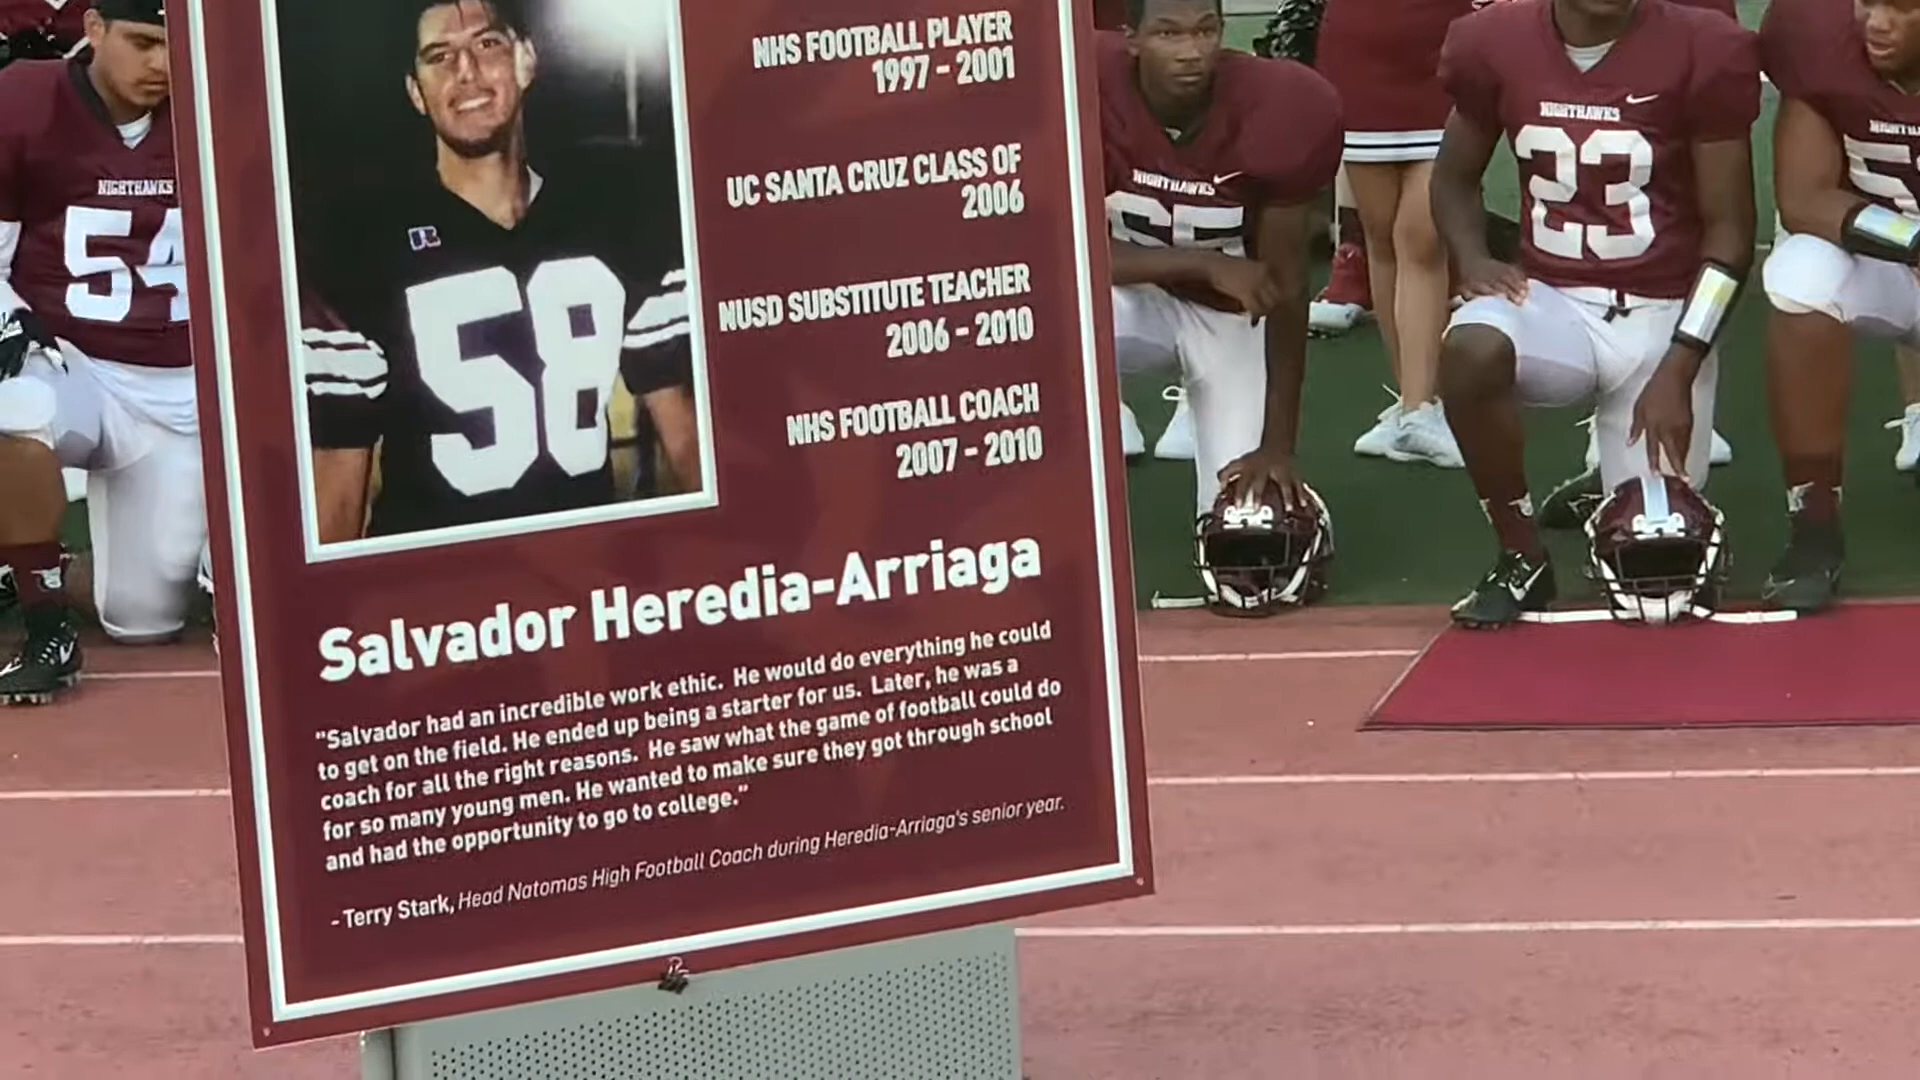 NHS FOOTBALL PLAYER
1997 - 2001
UC SANTA CRUZ CLASS OF
2006
NUSD SUBSTITUTE TEACHER
2006 - 2010
NHS FOOTBALL COACH
2007 - 2010
58
Salvador Heredia-Arriaga
"Salvador had an incredible work ethic. He would do everything he could
to get on the field. He ended up being a starter for us. Later, he was a
coach for all the right reasons. He saw what the game of football could do
for so many young men. He wanted to make sure they got through school
and had the opportunity to go to college."
- Terry Stark, Head Natomas High Football Coach during Heredia-Arriaga's senior year.
NIGHTHAWKS
54
NIGHTHAWKS
65
NIGHTHAWKS
23